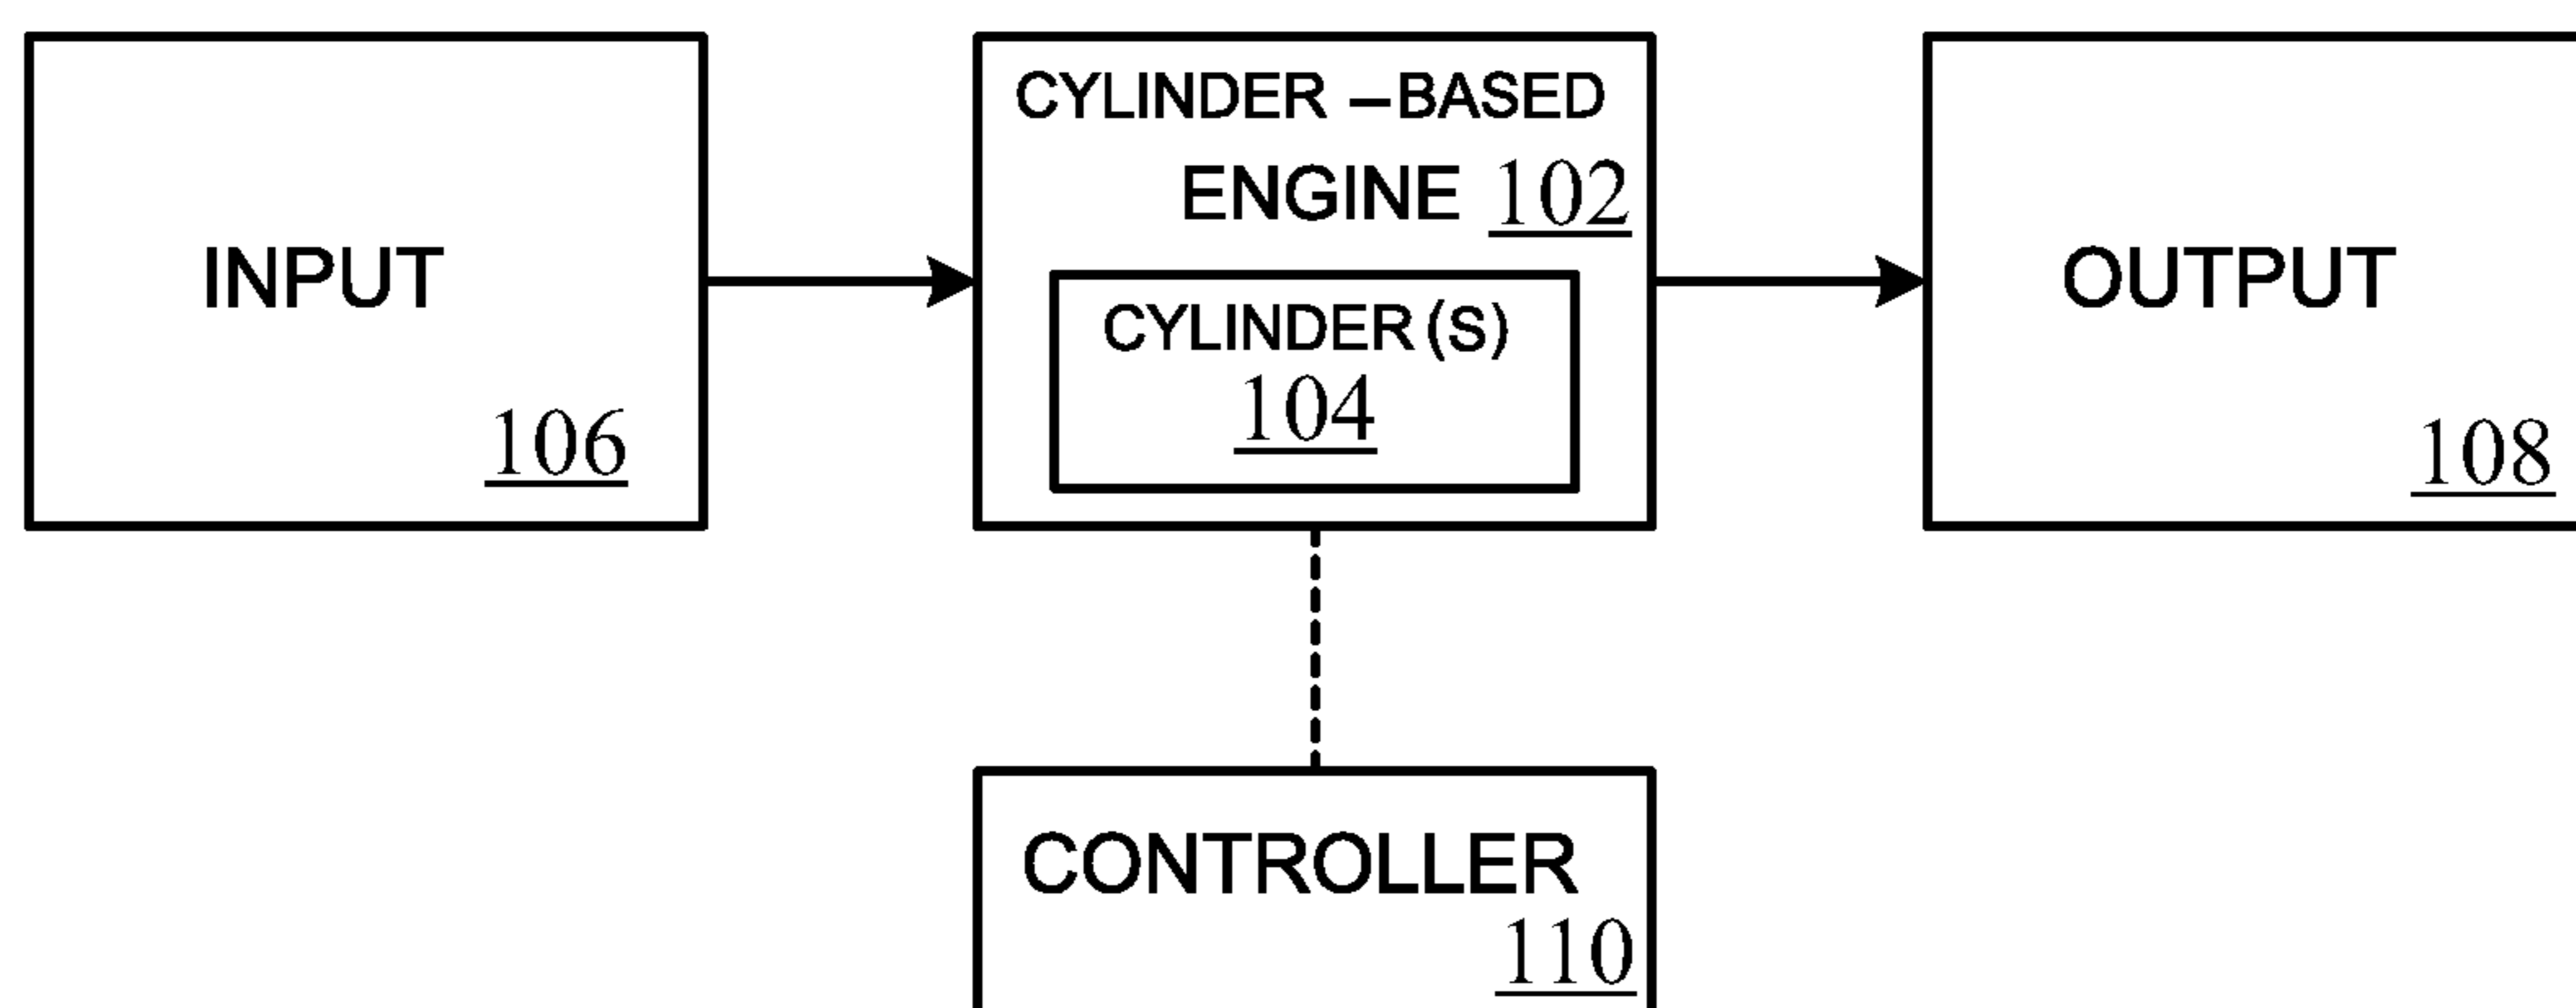 INPUT
106
CYLINDER –BASED
ENGINE 102
CYLINDER(S)
104
OUTPUT
108
CONTROLLER
110